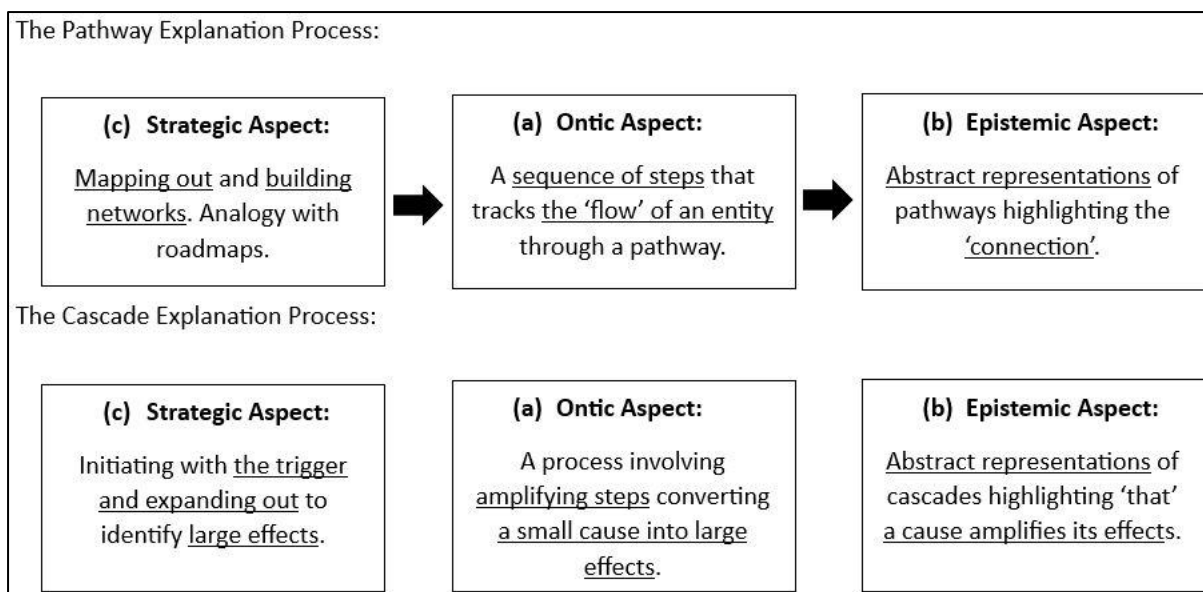 The Pathway Explanation Process:
(c) Strategic Aspect:
Mapping out and building
networks. Analogy with
roadmaps.
(a) Ontic Aspect:
A sequence of steps that
tracks the ‘flow’ of an entity
through a pathway.
(b) Epistemic Aspect:
Abstract representations of
pathways highlighting the
‘connection’.
The Cascade Explanation Process:
(c) Strategic Aspect:
Initiating with the trigger
and expanding out to
identify large effects.
(a) Ontic Aspect:
A process involving
amplifying steps converting
a small cause into large
effects.
(b) Epistemic Aspect:
Abstract representations of
cascades highlighting ‘that’
a cause amplifies its effects.